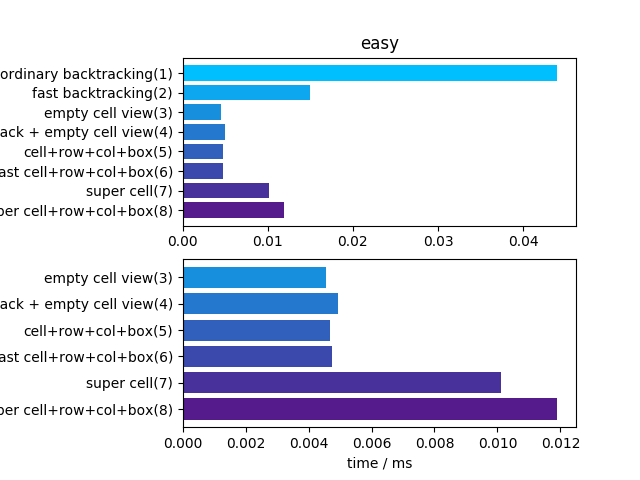 easy
ordinary backtracking(1)
fast backtracking(2)
empty cell view(3)
ack + empty cell view(4)
cell+row+col+box(5)
ast cell+row+col+box(6)
super cell(7)
per cell+row+col+box(8)
0.00 0.01 0.02 0.03 0.04
empty cell view(3)
ack + empty cell view(4)
cell+row+col+box(5)
ast cell+row+col+box(6)
super cell(7)
per cell+row+col+box(8)
0.000 0.002 0.004 0.006 0.008 0.010 0.012
time / ms